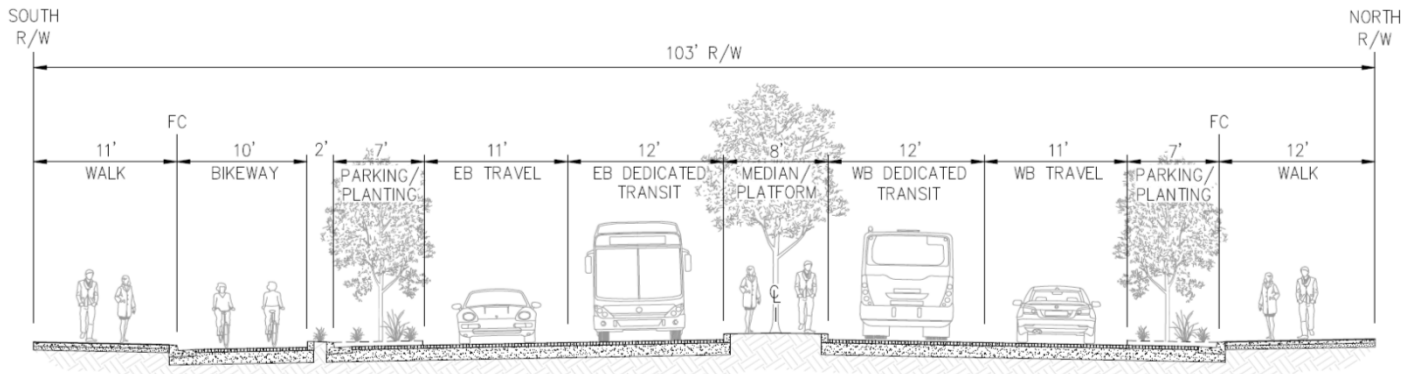 SOUTH
R/W
NORTH
R/W
103' R/W
FC
FC
11'
WALK
10'
BIKEWAY
2'
7'
PARKING/
PLANTING
11'
EB TRAVEL
12'
EB DEDICATED
TRANSIT
8'
MEDIAN/
PLATFORM
12'
WB DEDICATED
TRANSIT
11'
WB TRAVEL
7'
PARKING/
PLANTING
12'
WALK
℄